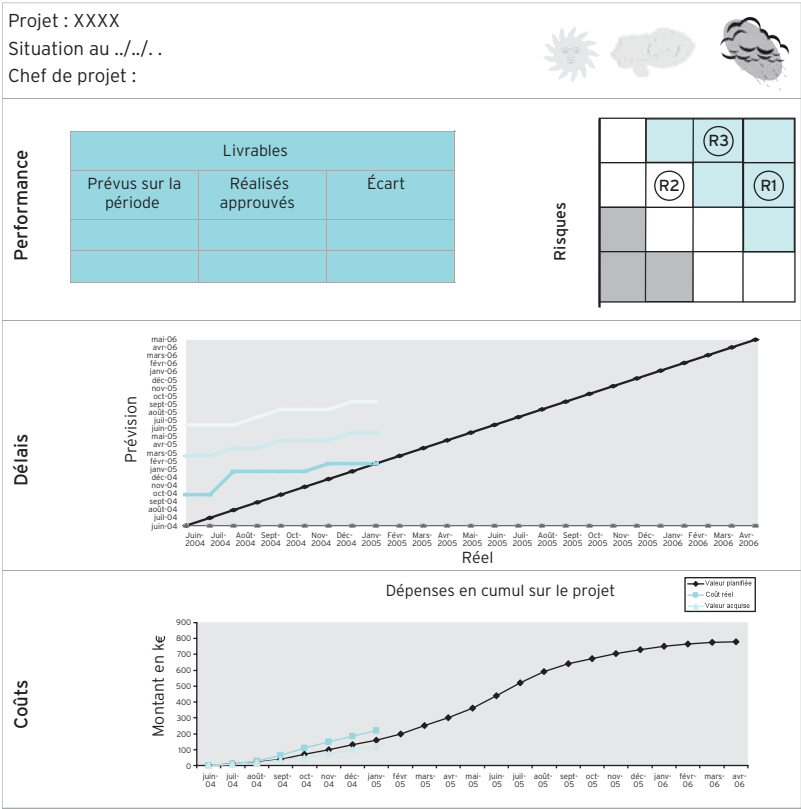 Projet : XXXX
Situation au ../../. .
Chef de projet :
Performance
Livrables
Prévus sur la période
Réalisés approuvés
Écart
Risques
R3
R2
R1
Délais
Prévision
mai-06
avr-06
mars-06
févr-06
janv-06
déc-05
nov-05
oct-05
sept-05
août-05
juil-05
juin-05
mai-05
avr-05
mars-05
févr-05
janv-05
déc-04
nov-04
oct-04
sept-04
août-04
juil-04
juin-04
Juin-2004 Juil-2004 Août-2004 Sept-2004 Oct-2004 Nov-2004 Déc-2004 Janv-2005 Févr-2005 Mars-2005 Avr-2005 Mai-2005 Juin-2005 Juil-2005 Août-2005 Sept-2005 Oct-2005 Nov-2005 Déc-2005 Janv-2006 Févr-2006 Mars-2006 Avr-2006
Réel
Coûts
Dépenses en cumul sur le projet
Valeur planifiée
Coût réel
Valeur acquise
Montant en k€
900
800
700
600
500
400
300
200
100
0
juin-04 juil-04 août-04 sept-04 oct-04 nov-04 déc-04 janv-05 févr-05 mars-05 avr-05 mai-05 juin-05 juil-05 août-05 sept-05 oct-05 nov-05 déc-05 janv-06 févr-06 mars-06 avr-06